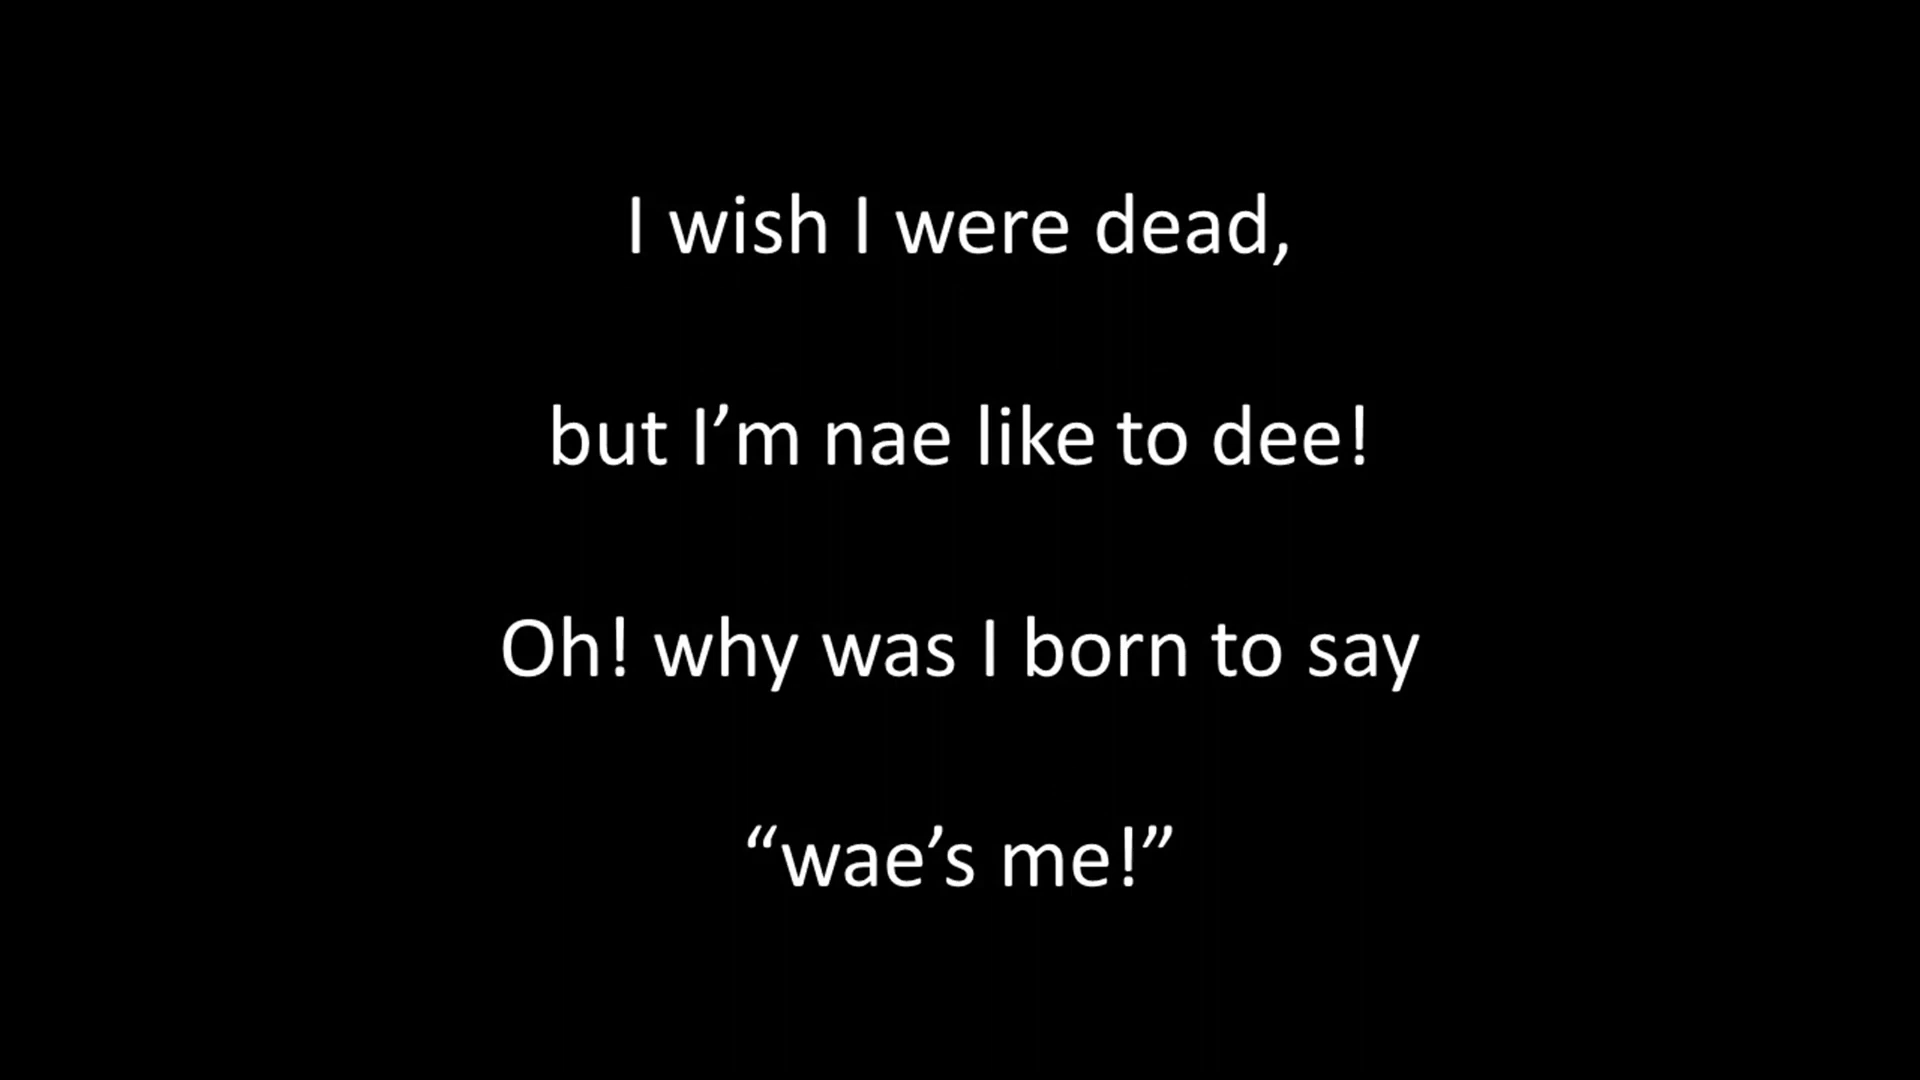 I wish I were dead,
but I’m nae like to dee!
Oh! why was I born to say
“wae’s me!”